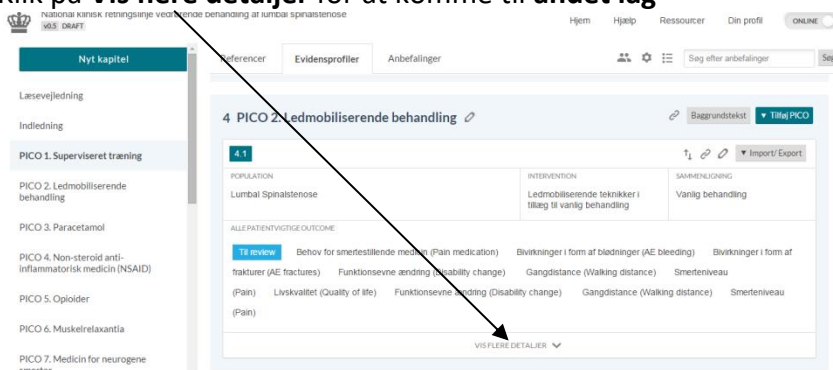 Klik på Vis flere detaljer for at komme til andet lag
National klinisk retningslinje vedrørende behandling af lumbal spinalstenose
v0.5 DRAFT
Hjem Hjælp Ressourcer Din profil ONLINE
Nyt kapitel
Referencer Evidensprofiler Anbefalinger
Søg efter anbefalinger
Læsevejledning
Indledning
PICO 1. Superviseret træning
PICO 2. Ledmobiliserende
behandling
PICO 3. Paracetamol
PICO 4. Non-steroid anti-
inflammatorisk medicin (NSAID)
PICO 5. Opioider
PICO 6. Muskelrelaxantia
PICO 7. Medicin for neurogene
smerter
4 PICO 2. Ledmobiliserende behandling
Baggrundstekst ▼ Tilføj PICO
4.1
▼ Import/ Export
POPULATION INTERVENTION SAMMENLIGNING
Lumbal Spinalstenose Ledmobiliserende teknikker i Vanlig behandling
tillæg til vanlig behandling
ALLE PATIENTVIGTIGE OUTCOME
Til review Behov for smertestillende medicin (Pain medication) Bivirkninger i form af blødninger (AE bleeding) Bivirkninger i form af
frakturer (AE fractures) Funktionsevne ændring (Disability change) Gangdistance (Walking distance) Smerteniveau
(Pain) Livskvalitet (Quality of life) Funktionsevne ændring (Disability change) Gangdistance (Walking distance) Smerteniveau
(Pain)
VIS FLERE DETALJER